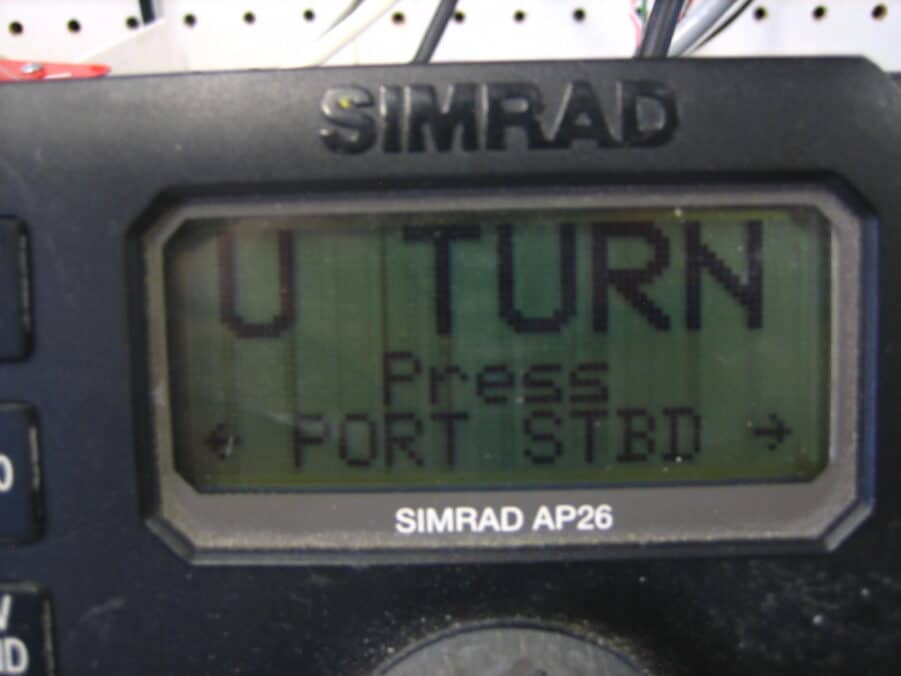 SIMRAD
U TURN
Press
← PORT STBD →
SIMRAD AP26